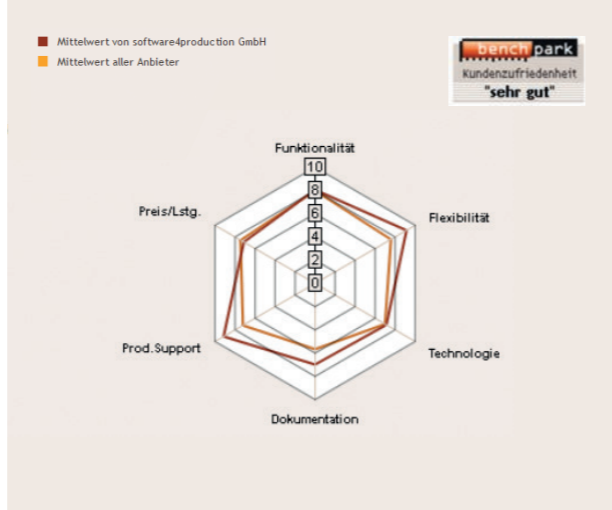 Mittelwert von software4production GmbH
Mittelwert aller Anbieter
bench park
Kundenzufriedenheit
"sehr gut"
Funktionalität
10
8
6
4
2
0
Preis/Lstg.
Flexibilität
Prod.Support
Technologie
Dokumentation